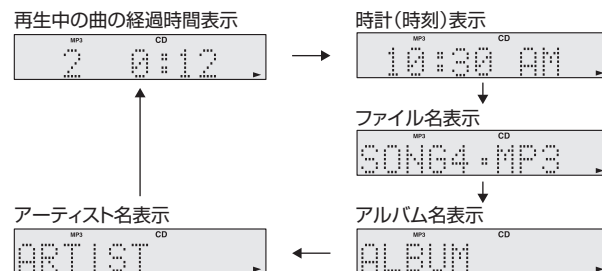 再生中の曲の経過時間表示
MP3 CD
2 0:12
時計(時刻)表示
MP3 CD
10:30 AM
ファイル名表示
MP3 CD
SONG4.MP3
アルバム名表示
MP3 CD
ALBUM
アーティスト名表示
MP3 CD
ARTIST